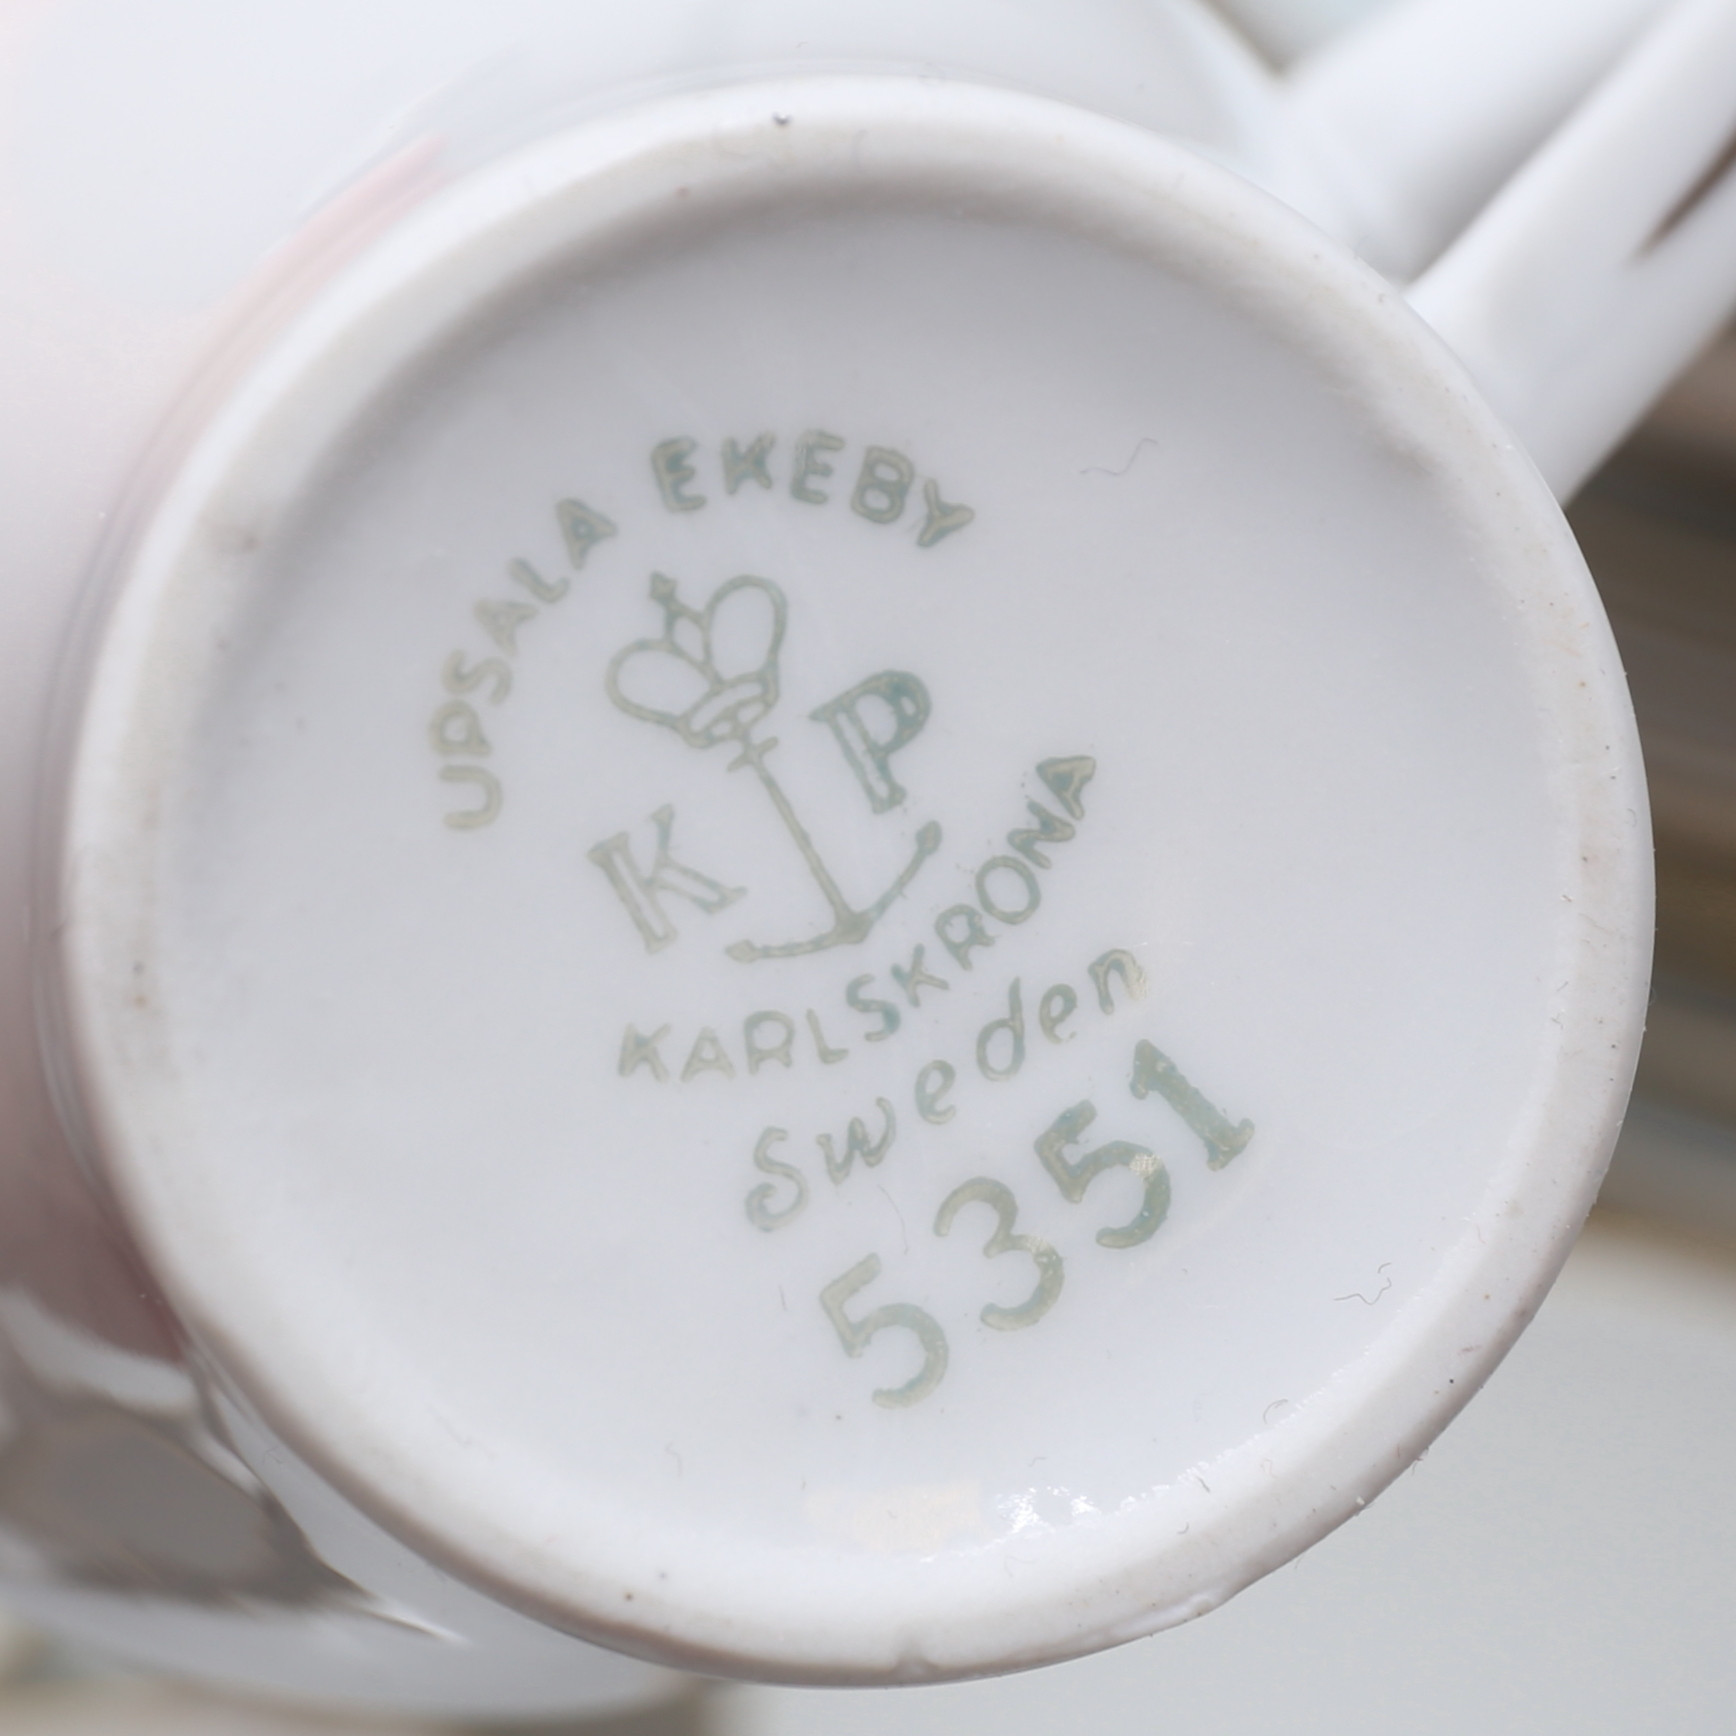 UPSALA EKEBY
K P
KARLSKRONA
Sweden
5351